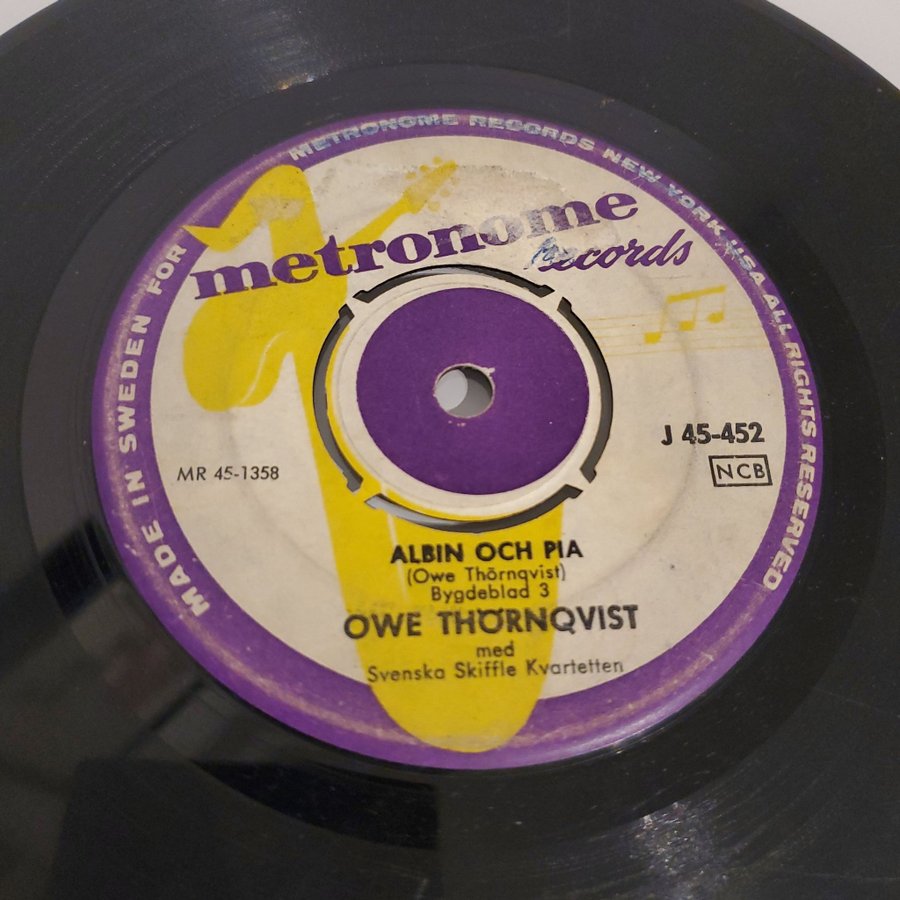 MADE IN SWEDEN FOR METRONOME RECORDS NEW YORK USA ALL RIGHTS RESERVED
metronome
Records
J 45-452
NCB
MR 45-1358
ALBIN OCH PIA
(Owe Thörnqvist)
Bygdeblad 3
OWE THÖRNQVIST
med
Svenska Skiffle Kvartetten